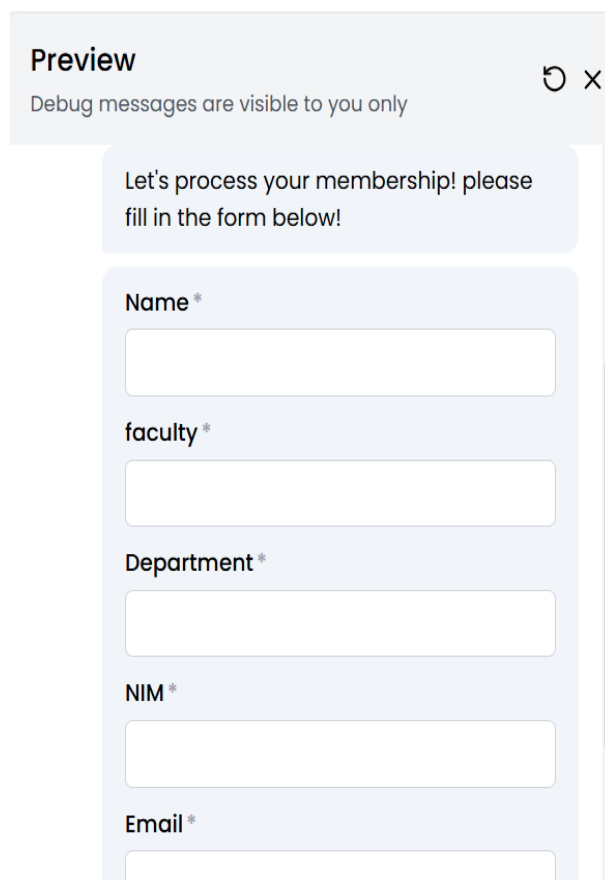 Preview
Debug messages are visible to you only
Let's process your membership! please
fill in the form below!
Name *
faculty *
Department *
NIM *
Email *